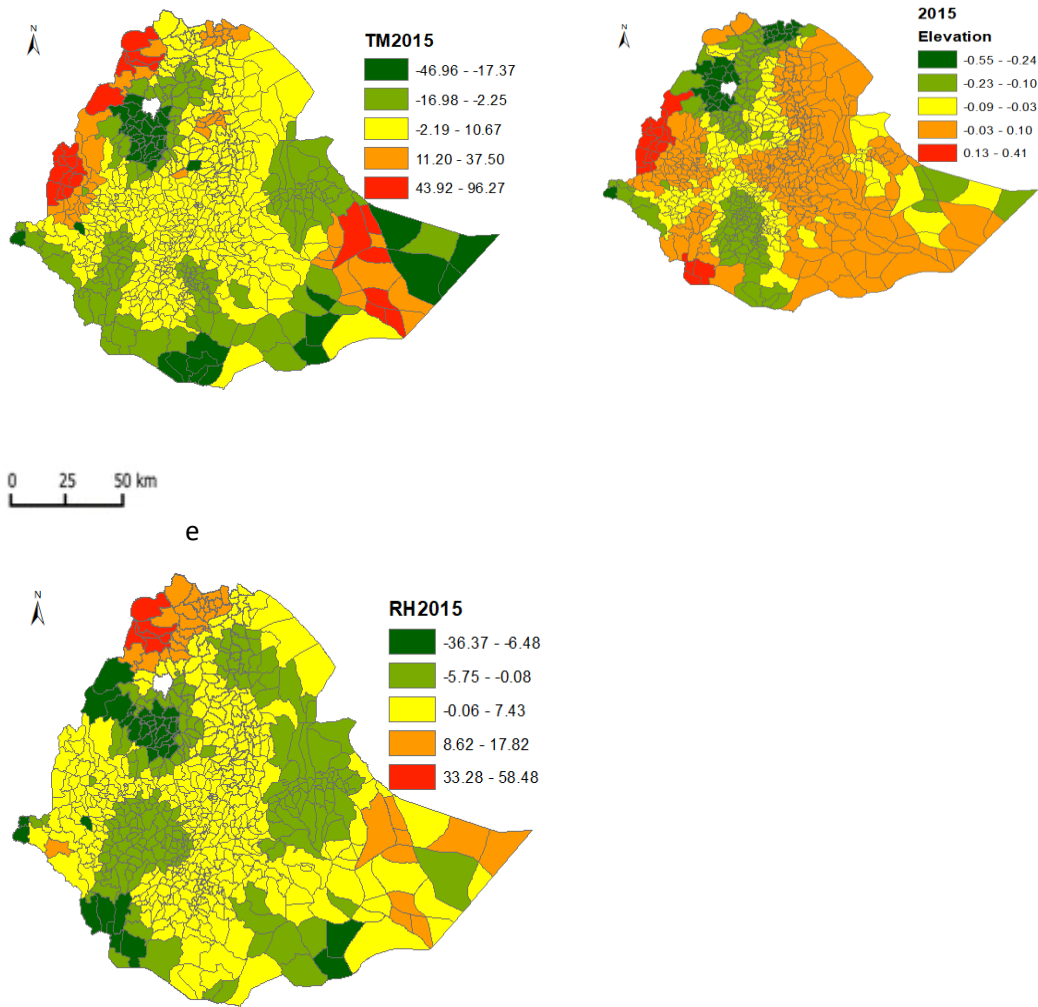 N
TM2015
-46.96 - -17.37
-16.98 - -2.25
-2.19 - 10.67
11.20 - 37.50
43.92 - 96.27
N
2015
Elevation
-0.55 - -0.24
-0.23 - -0.10
-0.09 - -0.03
-0.03 - 0.10
0.13 - 0.41
0 25 50 km
e
N
RH2015
-36.37 - -6.48
-5.75 - -0.08
-0.06 - 7.43
8.62 - 17.82
33.28 - 58.48